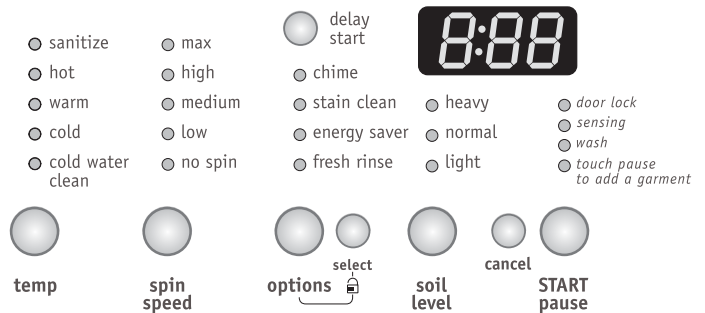 delay
start
8:88
sanitize
hot
warm
cold
cold water
clean
max
high
medium
low
no spin
chime
stain clean
energy saver
fresh rinse
heavy
normal
light
door lock
sensing
wash
touch pause
to add a garment
temp
spin
speed
options
select
soil
level
cancel
START
pause